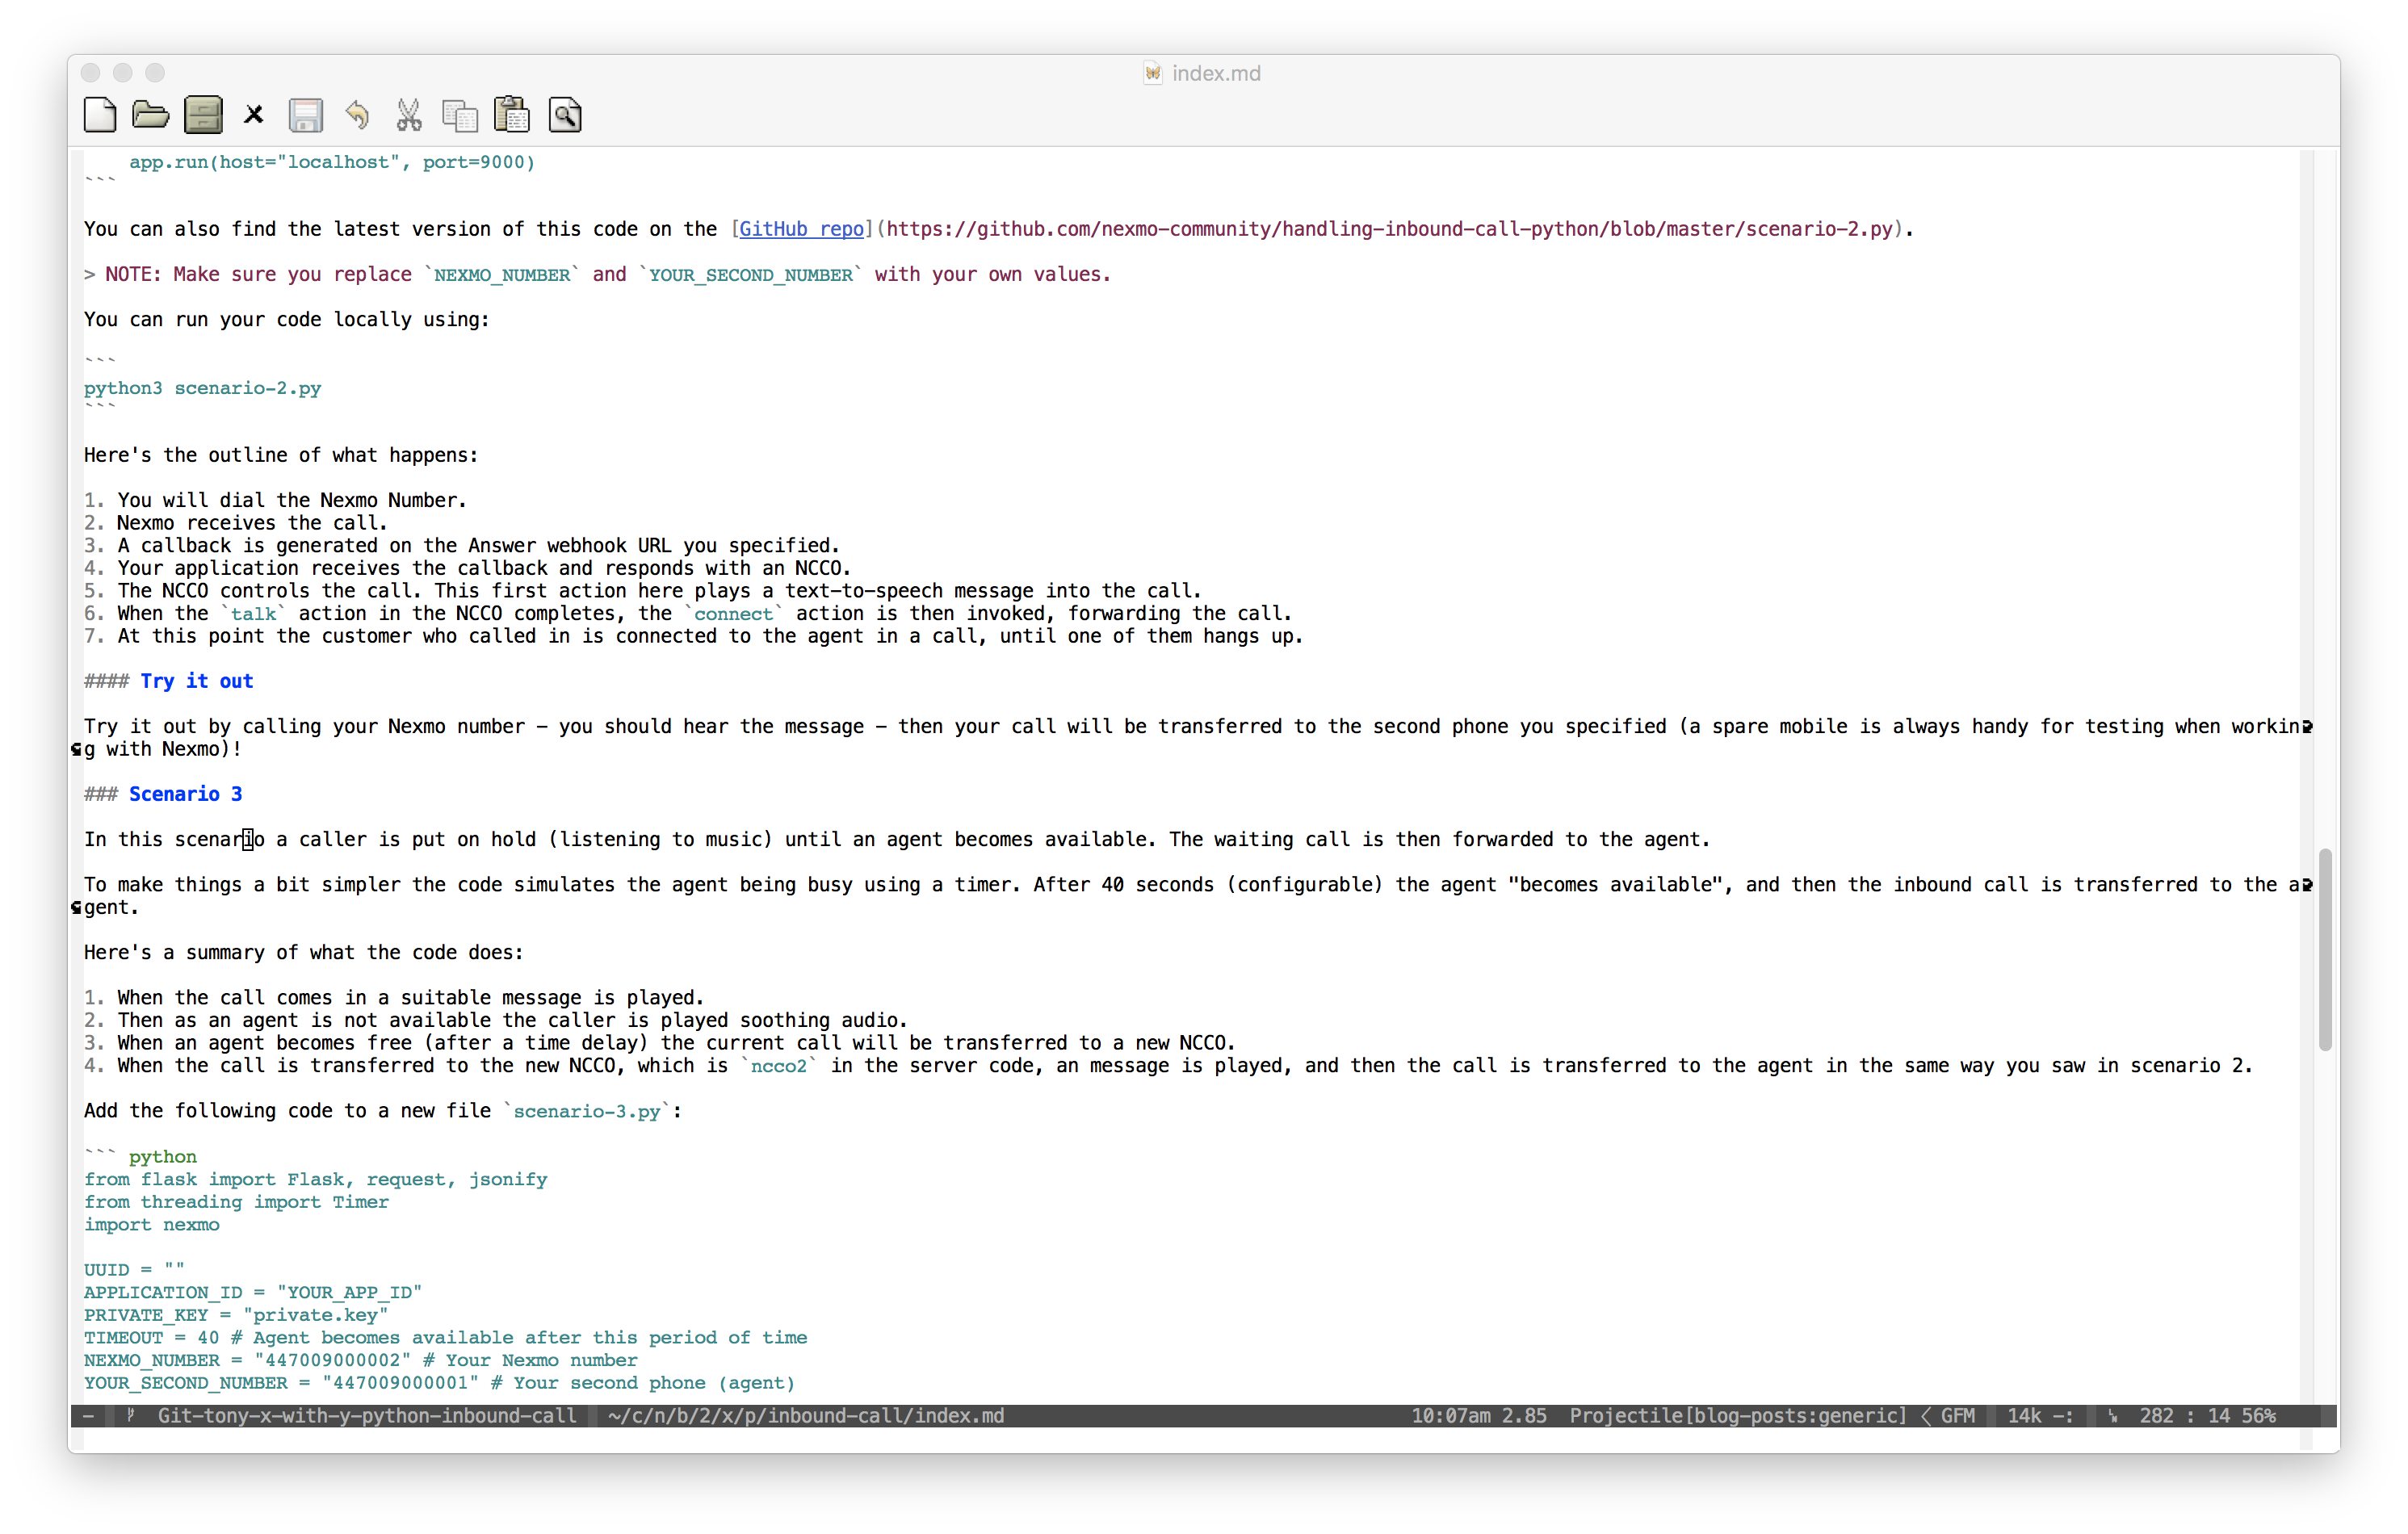 index.md
    app.run(host="localhost", port=9000)
```
You can also find the latest version of this code on the [GitHub repo](https://github.com/nexmo-community/handling-inbound-call-python/blob/master/scenario-2.py).
> NOTE: Make sure you replace `NEXMO_NUMBER` and `YOUR_SECOND_NUMBER` with your own values.
You can run your code locally using:
```
python3 scenario-2.py
```
Here's the outline of what happens:
1. You will dial the Nexmo Number.
2. Nexmo receives the call.
3. A callback is generated on the Answer webhook URL you specified.
4. Your application receives the callback and responds with an NCCO.
5. The NCCO controls the call. This first action here plays a text-to-speech message into the call.
6. When the `talk` action in the NCCO completes, the `connect` action is then invoked, forwarding the call.
7. At this point the customer who called in is connected to the agent in a call, until one of them hangs up.
#### Try it out
Try it out by calling your Nexmo number - you should hear the message - then your call will be transferred to the second phone you specified (a spare mobile is always handy for testing when workin
g with Nexmo)!
### Scenario 3
In this scenario a caller is put on hold (listening to music) until an agent becomes available. The waiting call is then forwarded to the agent.
To make things a bit simpler the code simulates the agent being busy using a timer. After 40 seconds (configurable) the agent "becomes available", and then the inbound call is transferred to the a
gent.
Here's a summary of what the code does:
1. When the call comes in a suitable message is played.
2. Then as an agent is not available the caller is played soothing audio.
3. When an agent becomes free (after a time delay) the current call will be transferred to a new NCCO.
4. When the call is transferred to the new NCCO, which is `ncco2` in the server code, an message is played, and then the call is transferred to the agent in the same way you saw in scenario 2.
Add the following code to a new file `scenario-3.py`:
``` python
from flask import Flask, request, jsonify
from threading import Timer
import nexmo
UUID = ""
APPLICATION_ID = "YOUR_APP_ID"
PRIVATE_KEY = "private.key"
TIMEOUT = 40 # Agent becomes available after this period of time
NEXMO_NUMBER = "447009000002" # Your Nexmo number
YOUR_SECOND_NUMBER = "447009000001" # Your second phone (agent)
- Git-tony-x-with-y-python-inbound-call ~/c/n/b/2/x/p/inbound-call/index.md 10:07am 2.85 Projectile[blog-posts:generic] < GFM 14k -: 282 : 14 56%